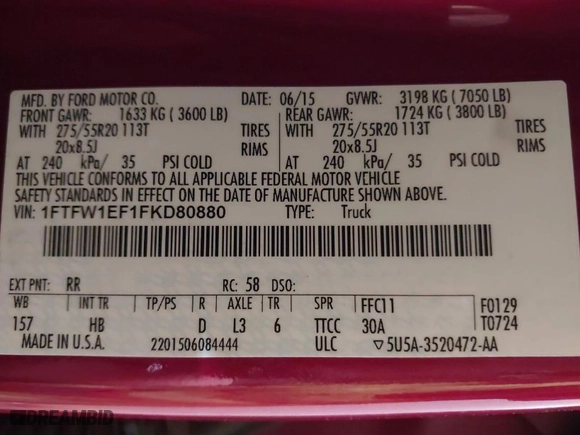 MFD. BY FORD MOTOR CO. DATE: 06/15 GVWR: 3198 KG ( 7050 LB)
FRONT GAWR: 1633 KG ( 3600 LB) REAR GAWR: 1724 KG ( 3800 LB)
WITH 275/55R20 113T TIRES WITH 275/55R20 113T TIRES
20x8.5J RIMS 20x8.5J RIMS
AT 240 kPa/ 35 PSI COLD AT 240 kPa/ 35 PSI COLD
THIS VEHICLE CONFORMS TO ALL APPLICABLE FEDERAL MOTOR VEHICLE
SAFETY STANDARDS IN EFFECT ON THE DATE OF MANUFACTURE SHOWN ABOVE.
VIN: 1FTFW1EF1FKD80880 TYPE: Truck
EXT PNT: RR RC: 58 DSO:
WB INT TR TP/PS R AXLE TR SPR FFC11 F0129
157 HB D L3 6 TTCC 30A T0724
MADE IN U.S.A. 2201506084444 ULC ▽5U5A-3520472-AA
DREAMBID